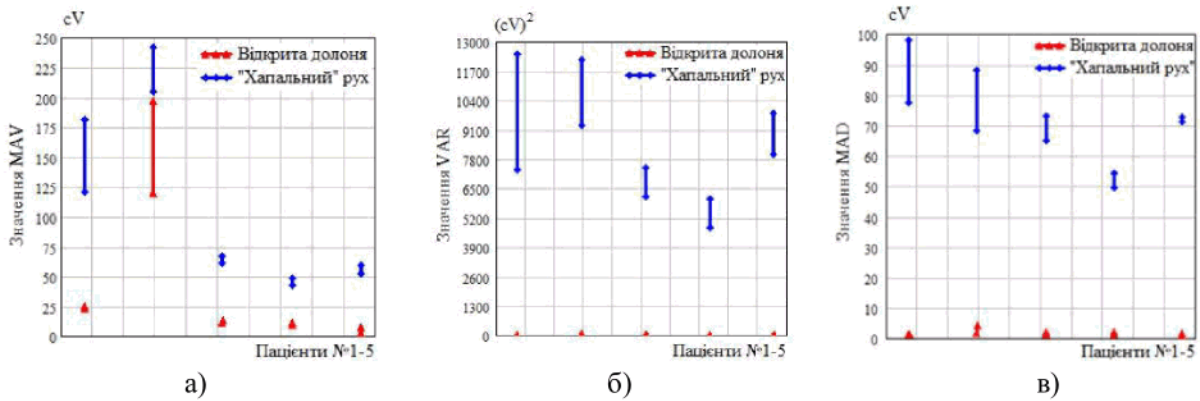 cV
250
225
200
175
150
125
100
75
50
25
0
Значення MAV
Відкрита долоня
"Хапальний" рух
Пацієнти №1-5
а)
(cV)²
13000
11700
10400
9100
7800
6500
5200
3900
2600
1300
0
Значення VAR
Відкрита долоня
"Хапальний" рух
Пацієнти №1-5
б)
cV
100
90
80
70
60
50
40
30
20
10
0
Значення MAD
Відкрита долоня
"Хапальний рух"
Пацієнти №1-5
в)